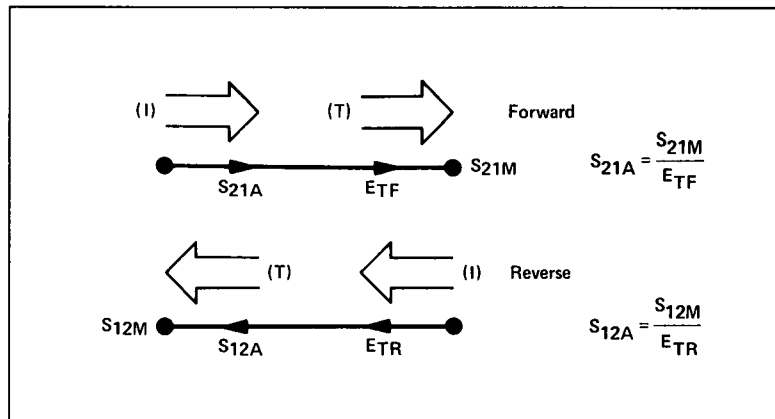 (I) (T) Forward
S21A ETF S21M
S21A = S21M / ETF
(T) (I) Reverse
S12M S12A ETR
S12A = S12M / ETR